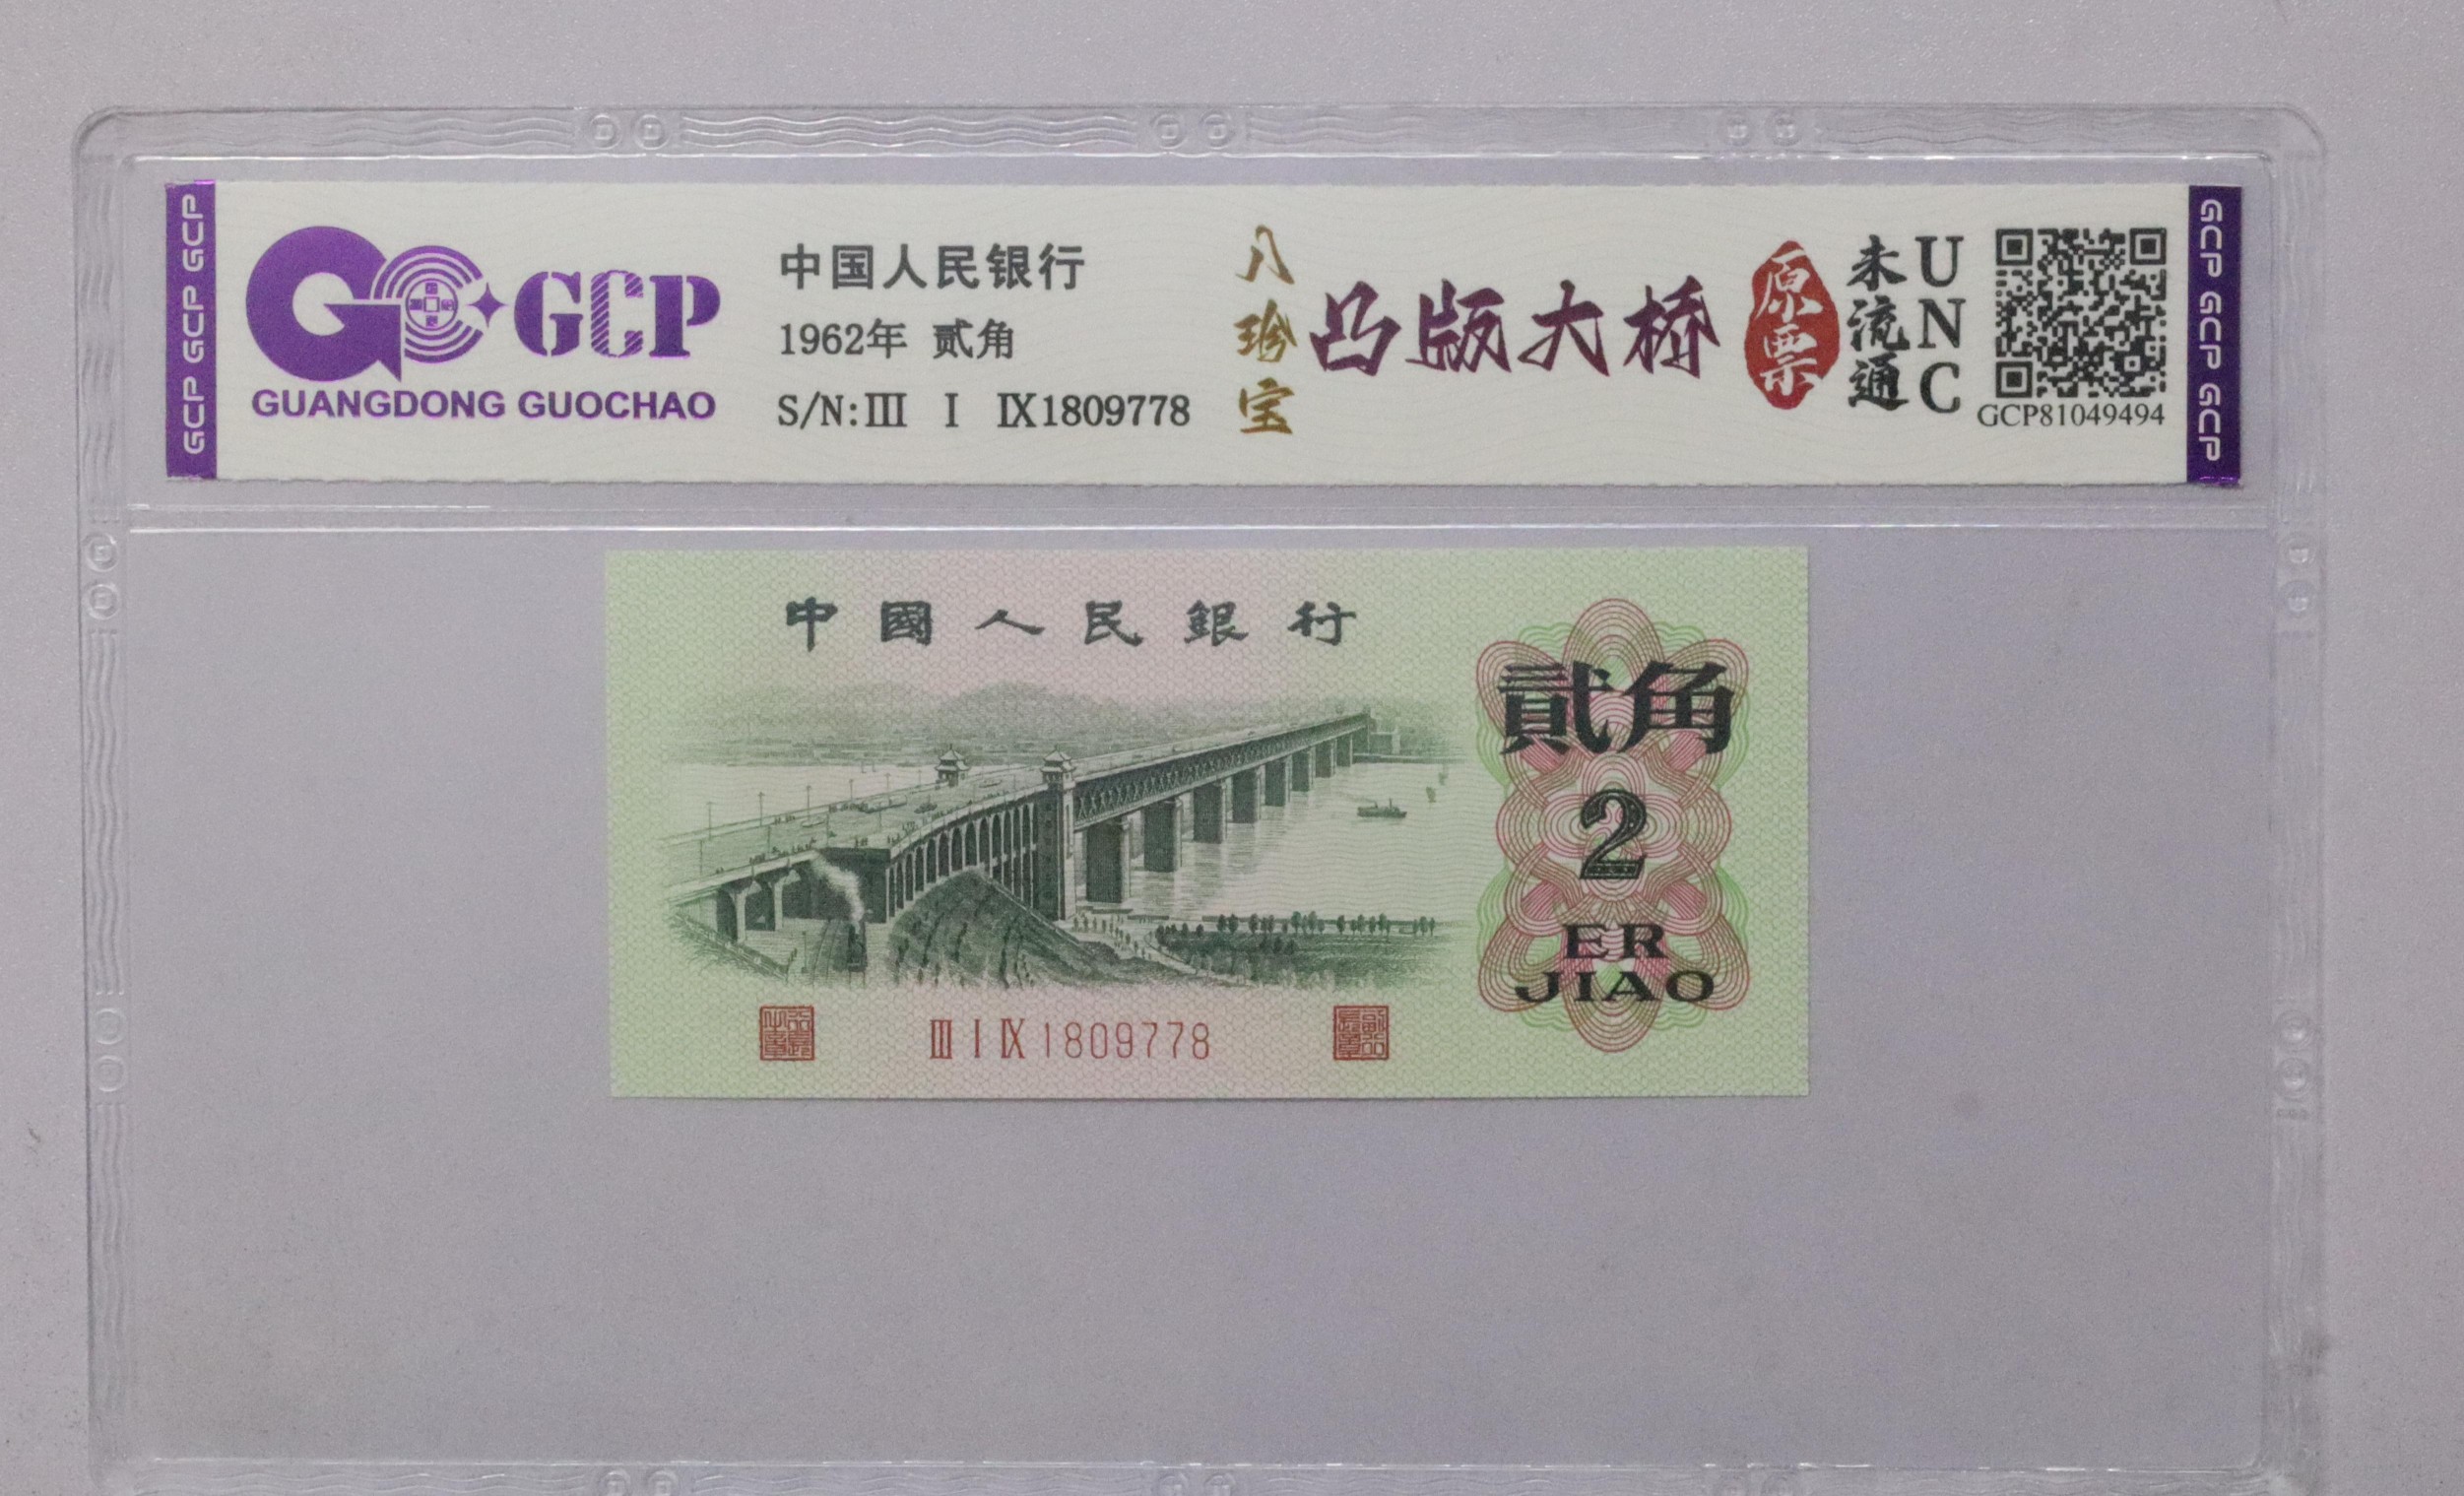 GCP GCP GCP
GCP
GUANGDONG GUOCHAO
中国人民银行
1962年 贰角
S/N:Ⅲ Ⅰ Ⅸ1809778
八珍宝
凸版大桥
原票
未流通
UNC
GCP81049494
GCP GCP GCP
中國人民銀行
貳角
2
ER
JIAO
Ⅲ Ⅰ Ⅸ 1809778